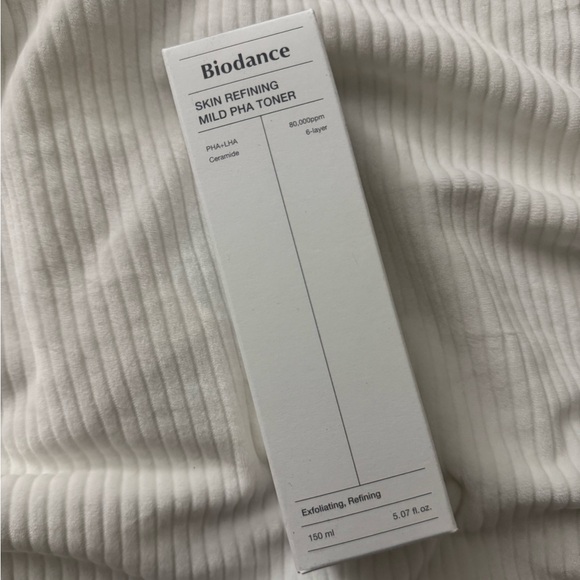 Biodance
SKIN REFINING
MILD PHA TONER
PHA+LHA
Ceramide
80,000ppm
6-layer
Exfoliating, Refining
150 ml
5.07 fl. oz.